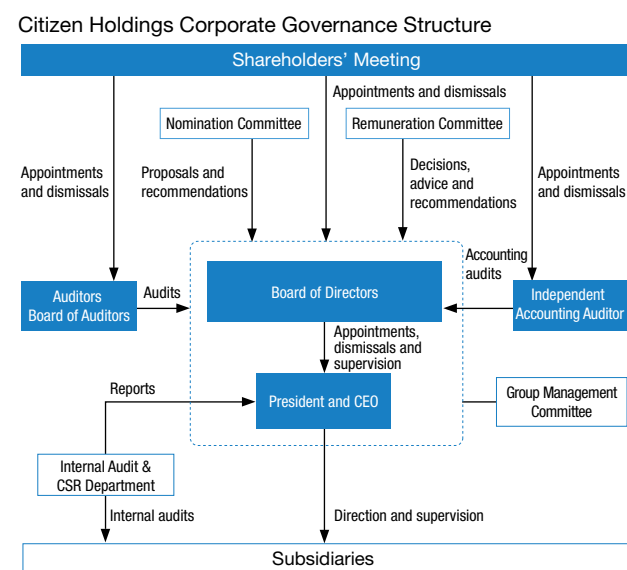 Citizen Holdings Corporate Governance Structure
Shareholders' Meeting
Appointments and dismissals
Nomination Committee
Remuneration Committee
Appointments
and dismissals
Proposals and
recommendations
Decisions,
advice and
recommendations
Appointments
and dismissals
Accounting
audits
Auditors
Board of Auditors
Audits
Board of Directors
Independent
Accounting Auditor
Appointments,
dismissals and
supervision
Reports
President and CEO
Group Management
Committee
Internal Audit &
CSR Department
Internal audits
Direction and supervision
Subsidiaries